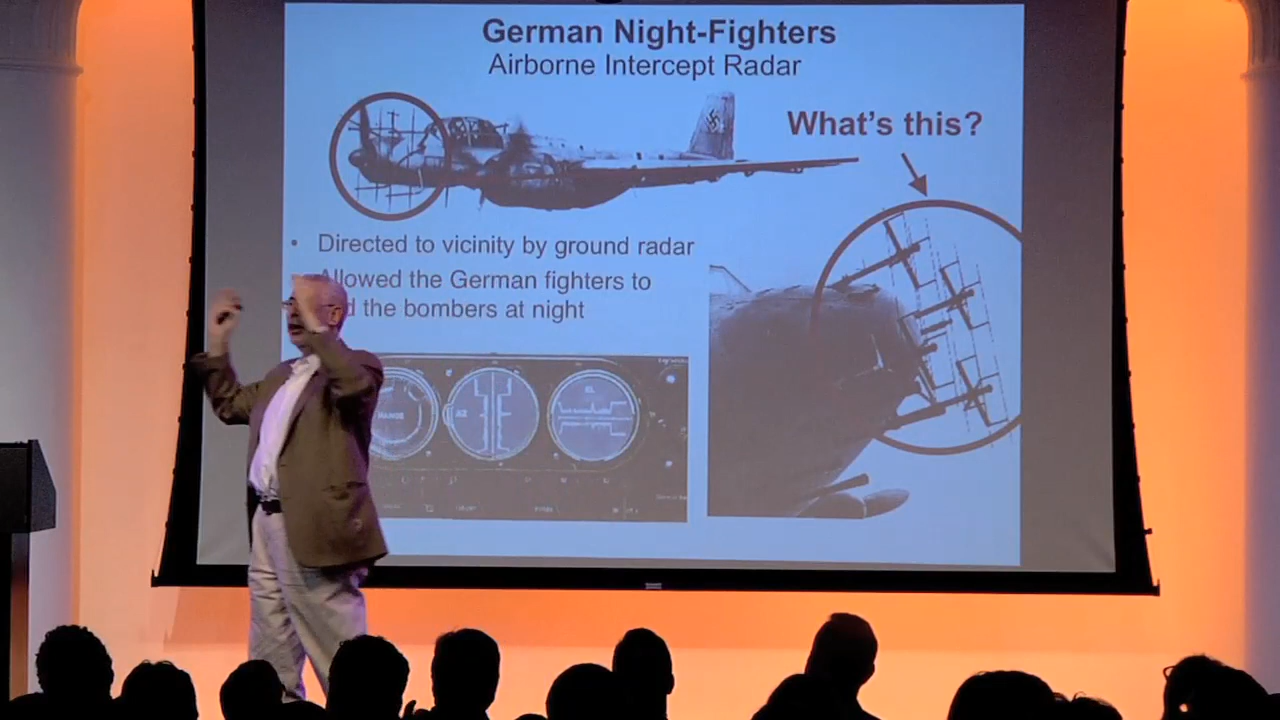 German Night-Fighters
Airborne Intercept Radar
What's this?
• Directed to vicinity by ground radar
Allowed the German fighters to
the bombers at night
RANGE
AZ
EL